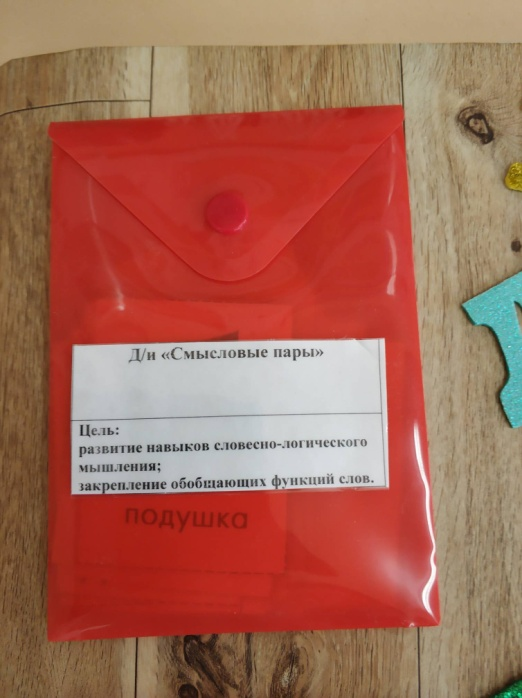 Д/и «Смысловые пары»
Цель:
развитие навыков словесно-логического
мышления;
закрепление обобщающих функций слов.
подушка